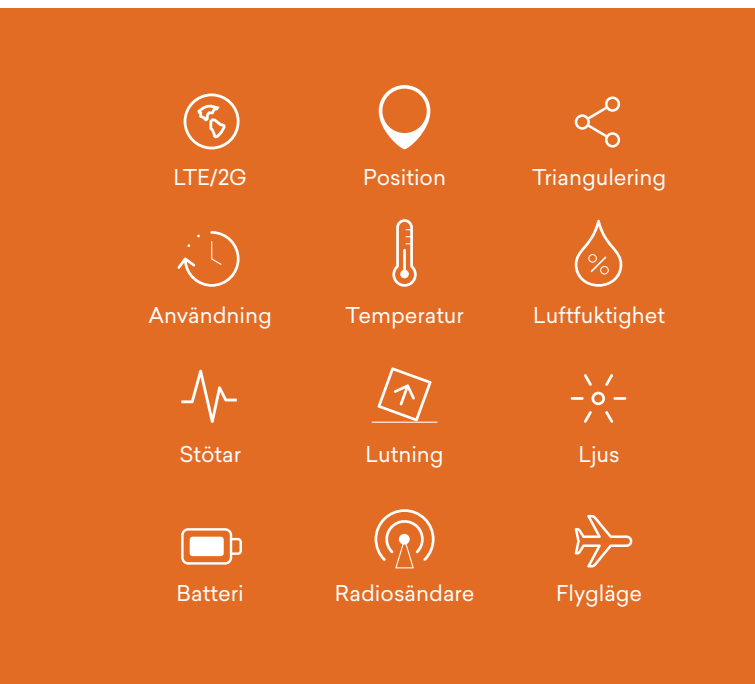 LTE/2G
Position
Triangulering
Användning
Temperatur
Luftfuktighet
%
Stötar
Lutning
Ljus
Batteri
Radiosändare
Flygläge